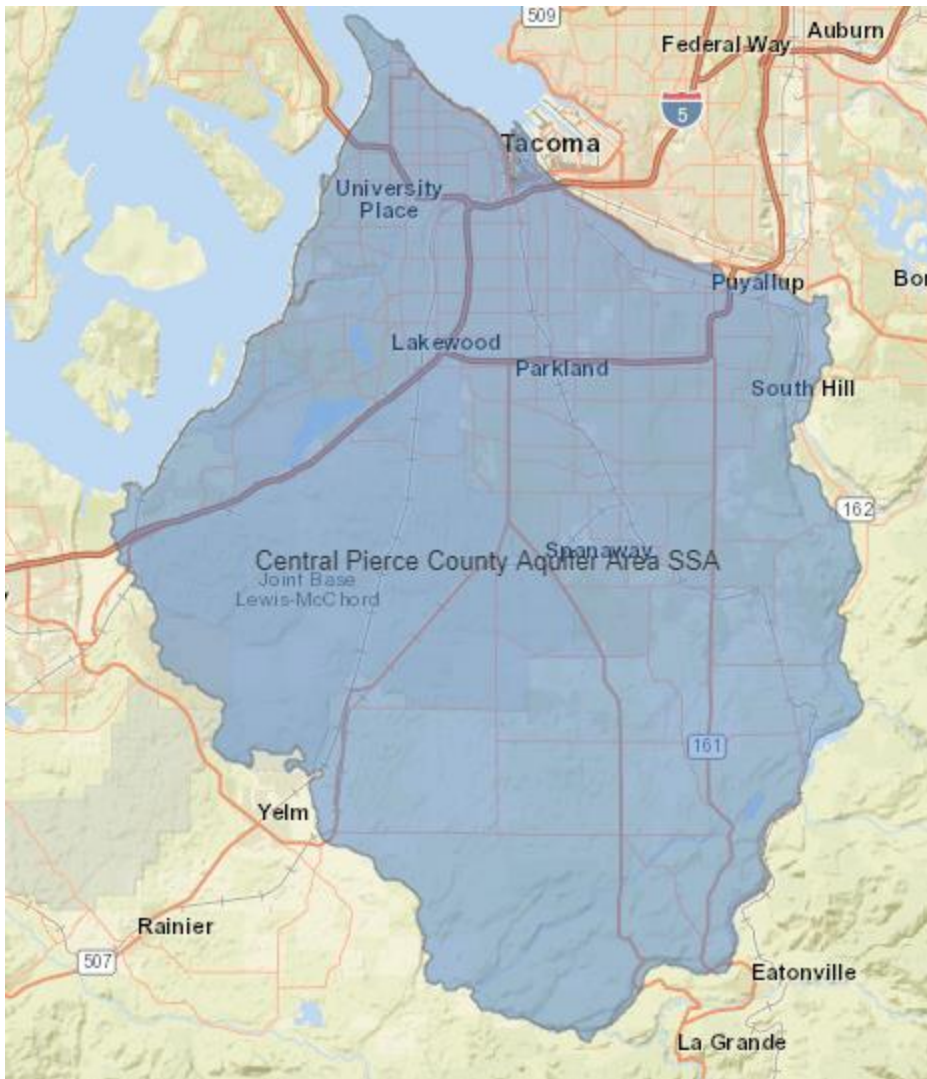 509
Auburn
Federal Way
5
Tacoma
University
Place
Puyallup
Bon
Lakewood
Parkland
South Hill
162
Spanaway
Central Pierce County Aquifer Area SSA
Joint Base
Lewis-McChord
161
Yelm
Rainier
507
Eatonville
La Grande